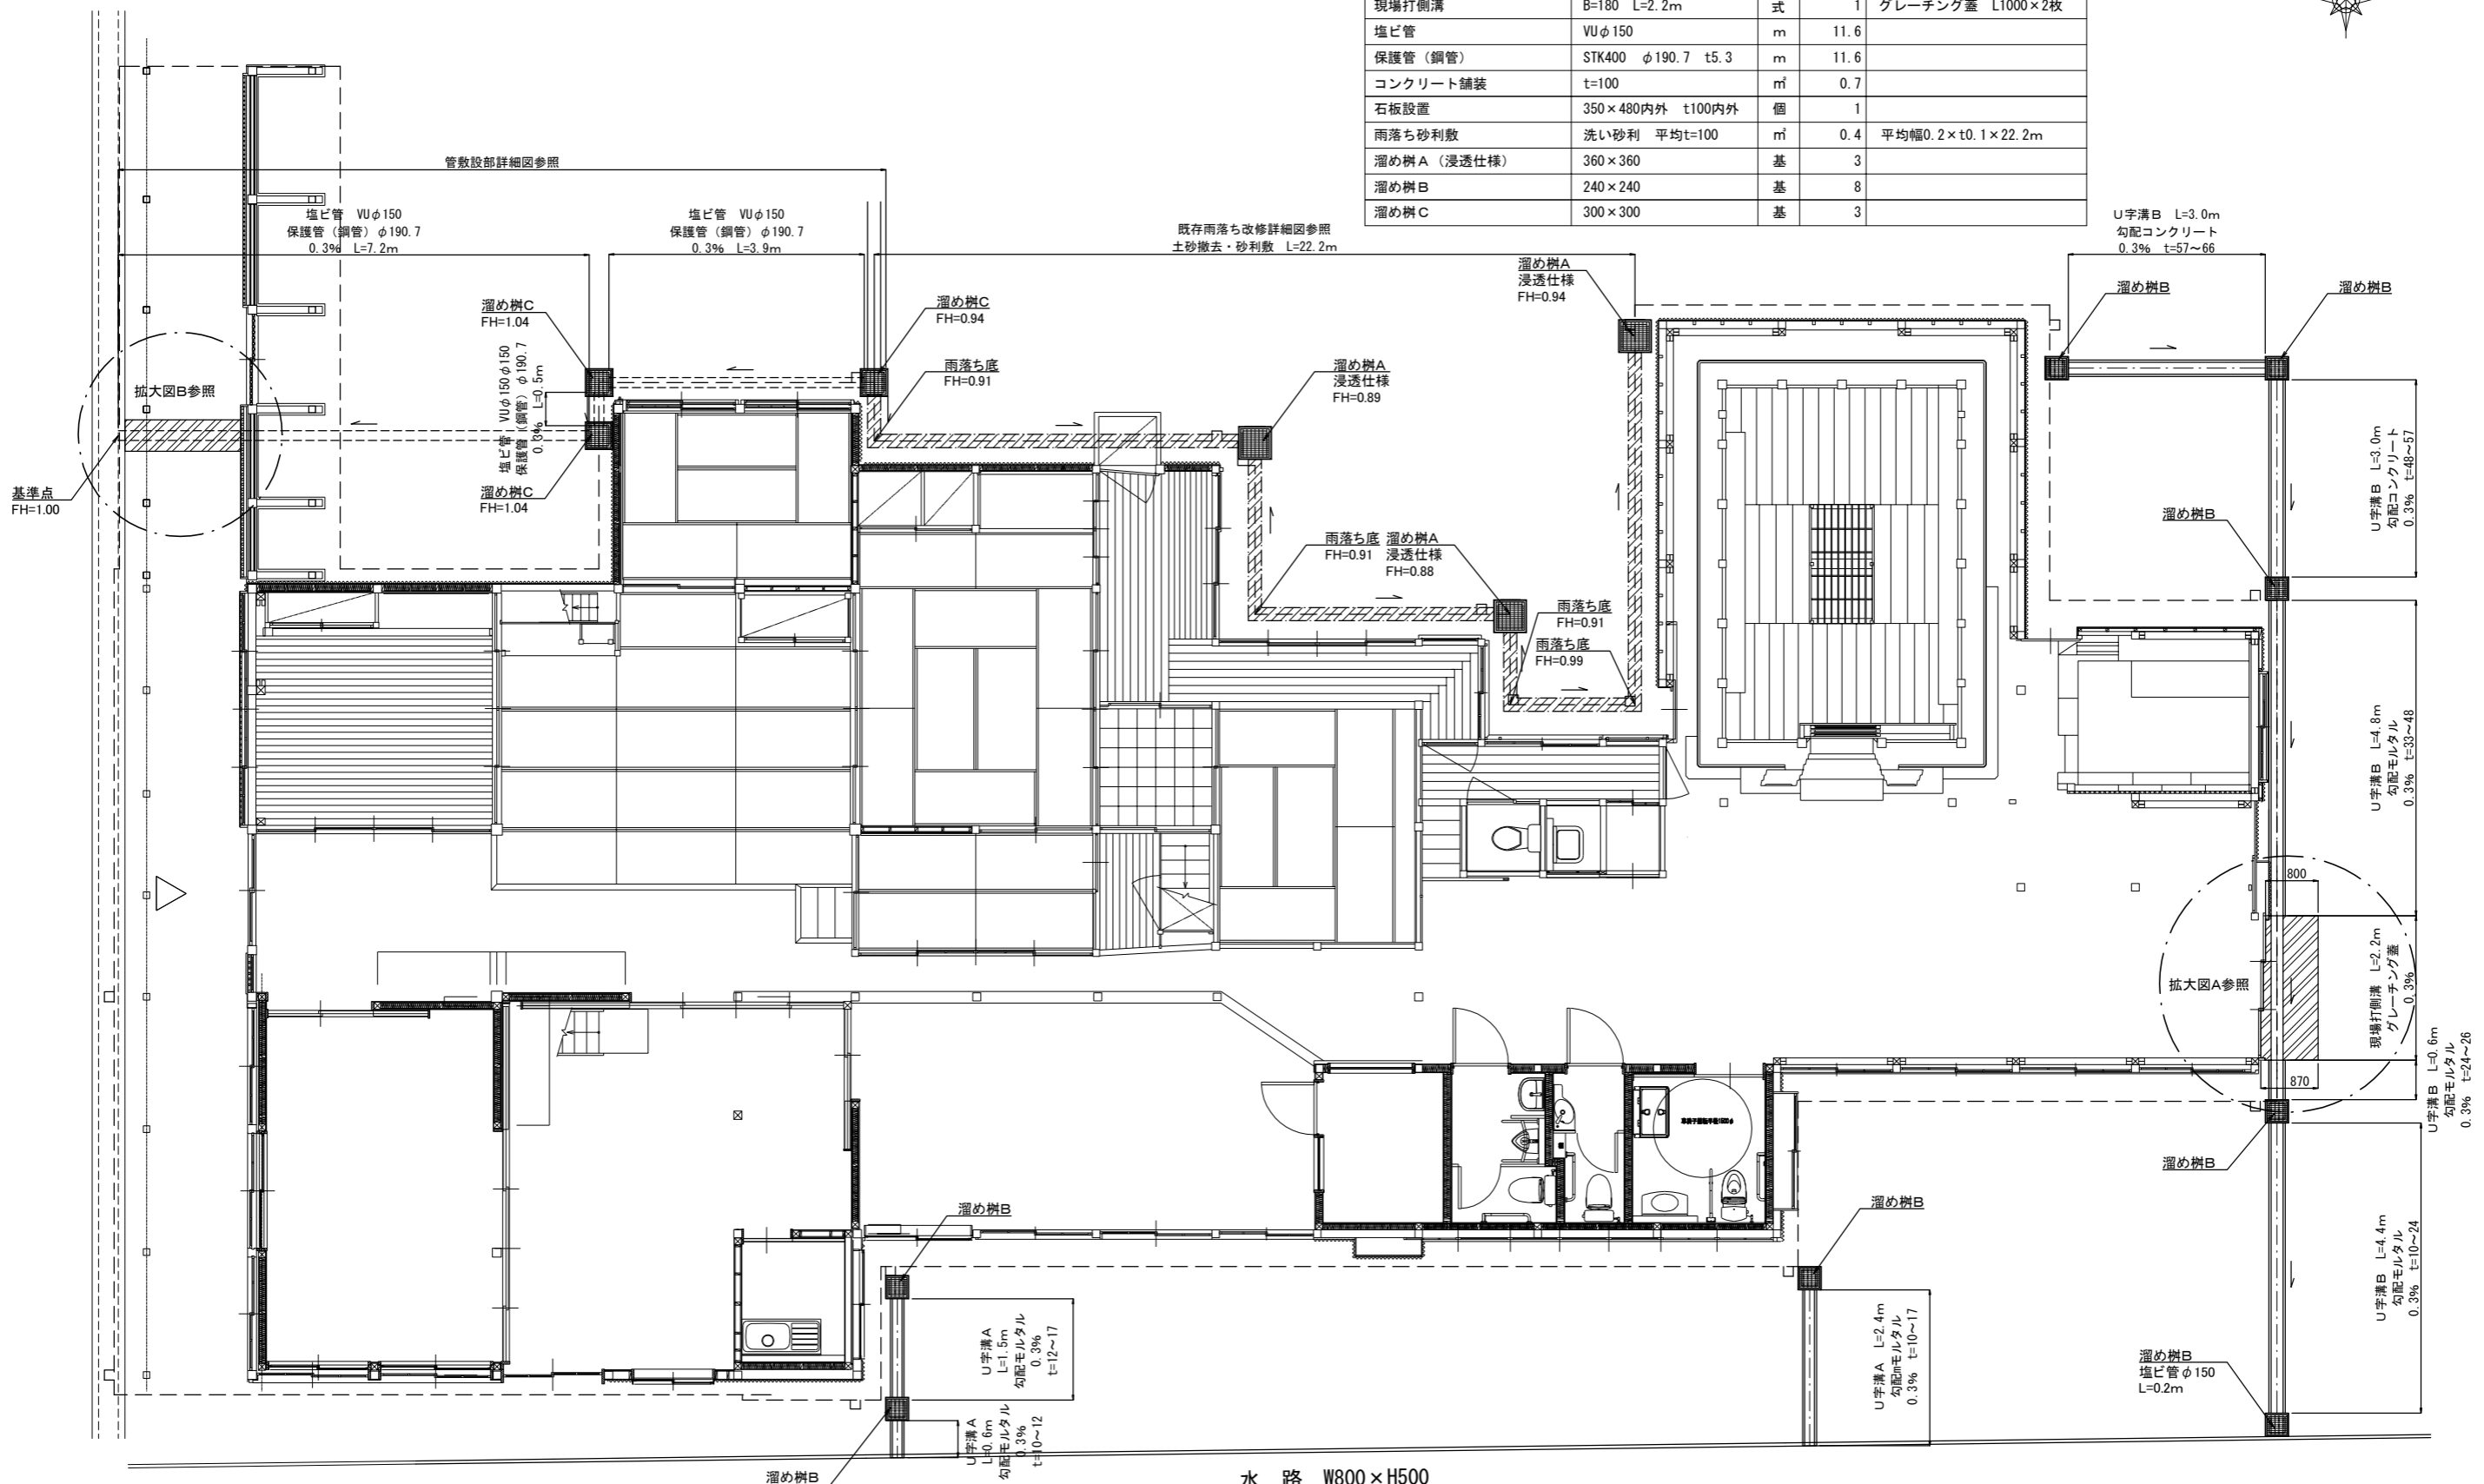 現場打側溝 B=180 L=2.2m 式 1 グレーチング蓋 L1000×2枚
塩ビ管 VUφ150 m 11.6
保護管（鋼管） STK400 φ190.7 t5.3 m 11.6
コンクリート舗装 t=100 ㎡ 0.7
石板設置 350×480内外 t100内外 個 1
雨落ち砂利敷 洗い砂利 平均t=100 ㎥ 0.4 平均幅0.2×t0.1×22.2m
溜め桝A（浸透仕様） 360×360 基 3
溜め桝B 240×240 基 8
溜め桝C 300×300 基 3
管敷設部詳細図参照
塩ビ管 VUφ150
保護管（鋼管）φ190.7
0.3% L=7.2m
塩ビ管 VUφ150
保護管（鋼管）φ190.7
0.3% L=3.9m
既存雨落ち改修詳細図参照
土砂撤去・砂利敷 L=22.2m
U字溝B L=3.0m
勾配コンクリート
0.3% t=57~66
溜め桝A
浸透仕様
FH=0.94
溜め桝B
溜め桝B
溜め桝C
FH=1.04
溜め桝C
FH=0.94
雨落ち底
FH=0.91
溜め桝A
浸透仕様
FH=0.89
拡大図B参照
塩ビ管 VUφ150φ150
保護管（鋼管）φ190.7
0.3% L=0.5m
溜め桝C
FH=1.04
基準点
FH=1.00
U字溝B L=3.0m
勾配コンクリート
0.3% t=48~57
溜め桝B
雨落ち底
FH=0.91
溜め桝A
浸透仕様
FH=0.88
雨落ち底
FH=0.91
雨落ち底
FH=0.99
U字溝B L=4.8m
勾配モルタル
0.3% t=33~48
800
拡大図A参照
現場打側溝 L=2.2m
グレーチング蓋
0.3%
870
U字溝B L=0.6m
勾配モルタル
0.3% t=24~26
溜め桝B
溜め桝B
溜め桝B
U字溝B L=4.4m
勾配モルタル
0.3% t=10~24
U字溝A
L=1.5m
勾配モルタル
0.3%
t=12~17
U字溝A L=2.4m
勾配mモルタル
0.3% t=10~17
溜め桝B
塩ビ管φ150
L=0.2m
U字溝A
L=0.6m
勾配モルタル
0.3%
t=10~12
溜め桝B
水 路 W800×H500